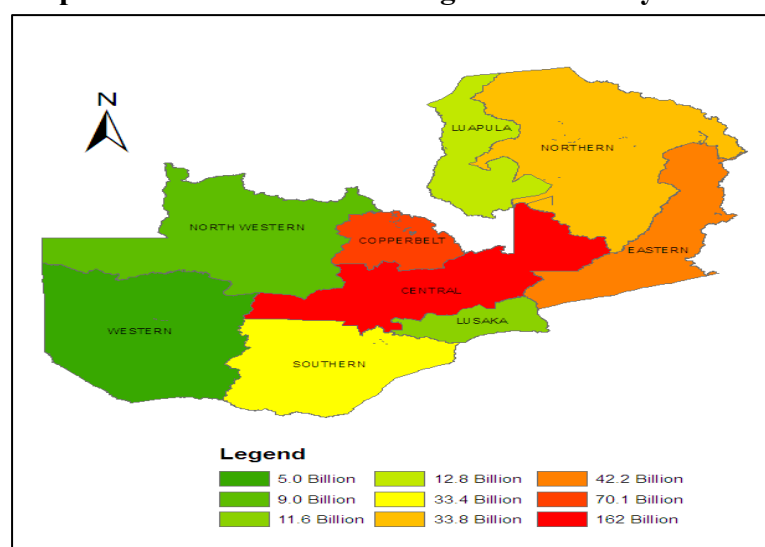 N
LUAPULA
NORTHERN
NORTH WESTERN
COPPERBELT
EASTERN
CENTRAL
WESTERN
LUSAKA
SOUTHERN
Legend
5.0 Billion 12.8 Billion 42.2 Billion
9.0 Billion 33.4 Billion 70.1 Billion
11.6 Billion 33.8 Billion 162 Billion